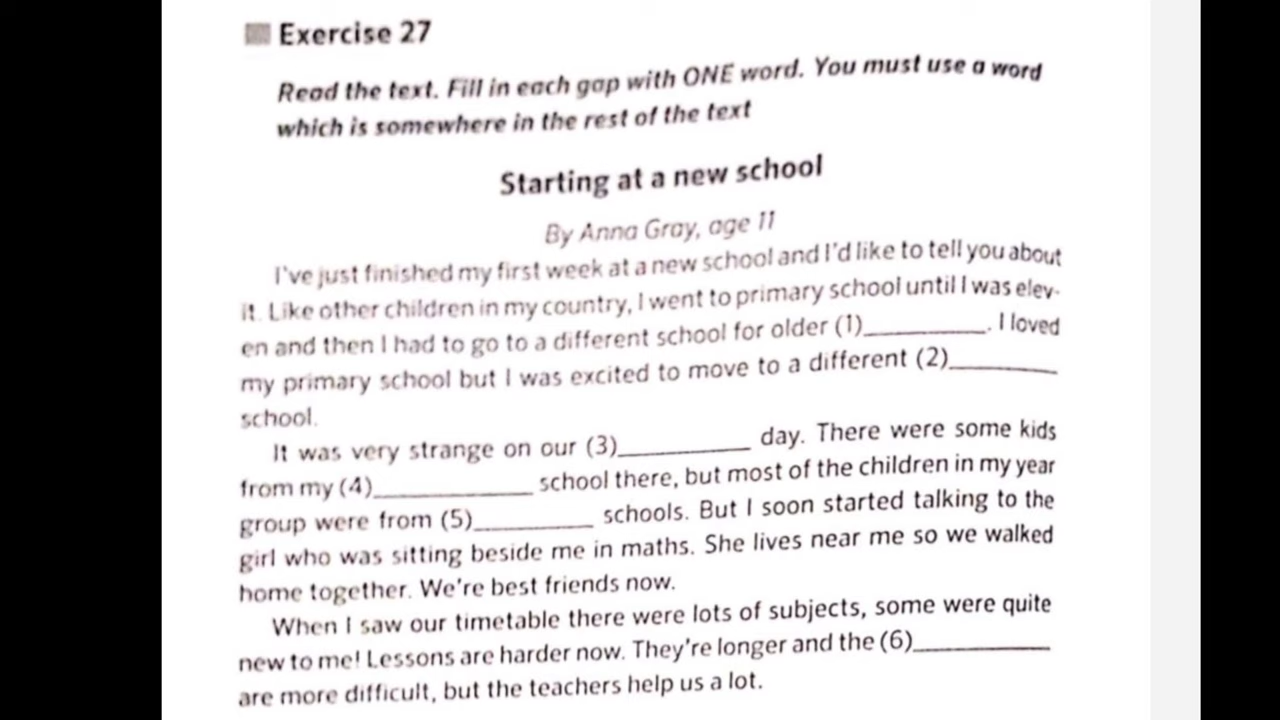 Exercise 27
Read the text. Fill in each gap with ONE word. You must use a word
which is somewhere in the rest of the text
Starting at a new school
By Anna Gray, age 11
I've just finished my first week at a new school and I'd like to tell you about
it. Like other children in my country, I went to primary school until I was elev-
en and then I had to go to a different school for older (1)__________. I loved
my primary school but I was excited to move to a different (2)__________
school.
It was very strange on our (3)__________ day. There were some kids
from my (4)__________ school there, but most of the children in my year
group were from (5)__________ schools. But I soon started talking to the
girl who was sitting beside me in maths. She lives near me so we walked
home together. We're best friends now.
When I saw our timetable there were lots of subjects, some were quite
new to me! Lessons are harder now. They're longer and the (6)__________
are more difficult, but the teachers help us a lot.